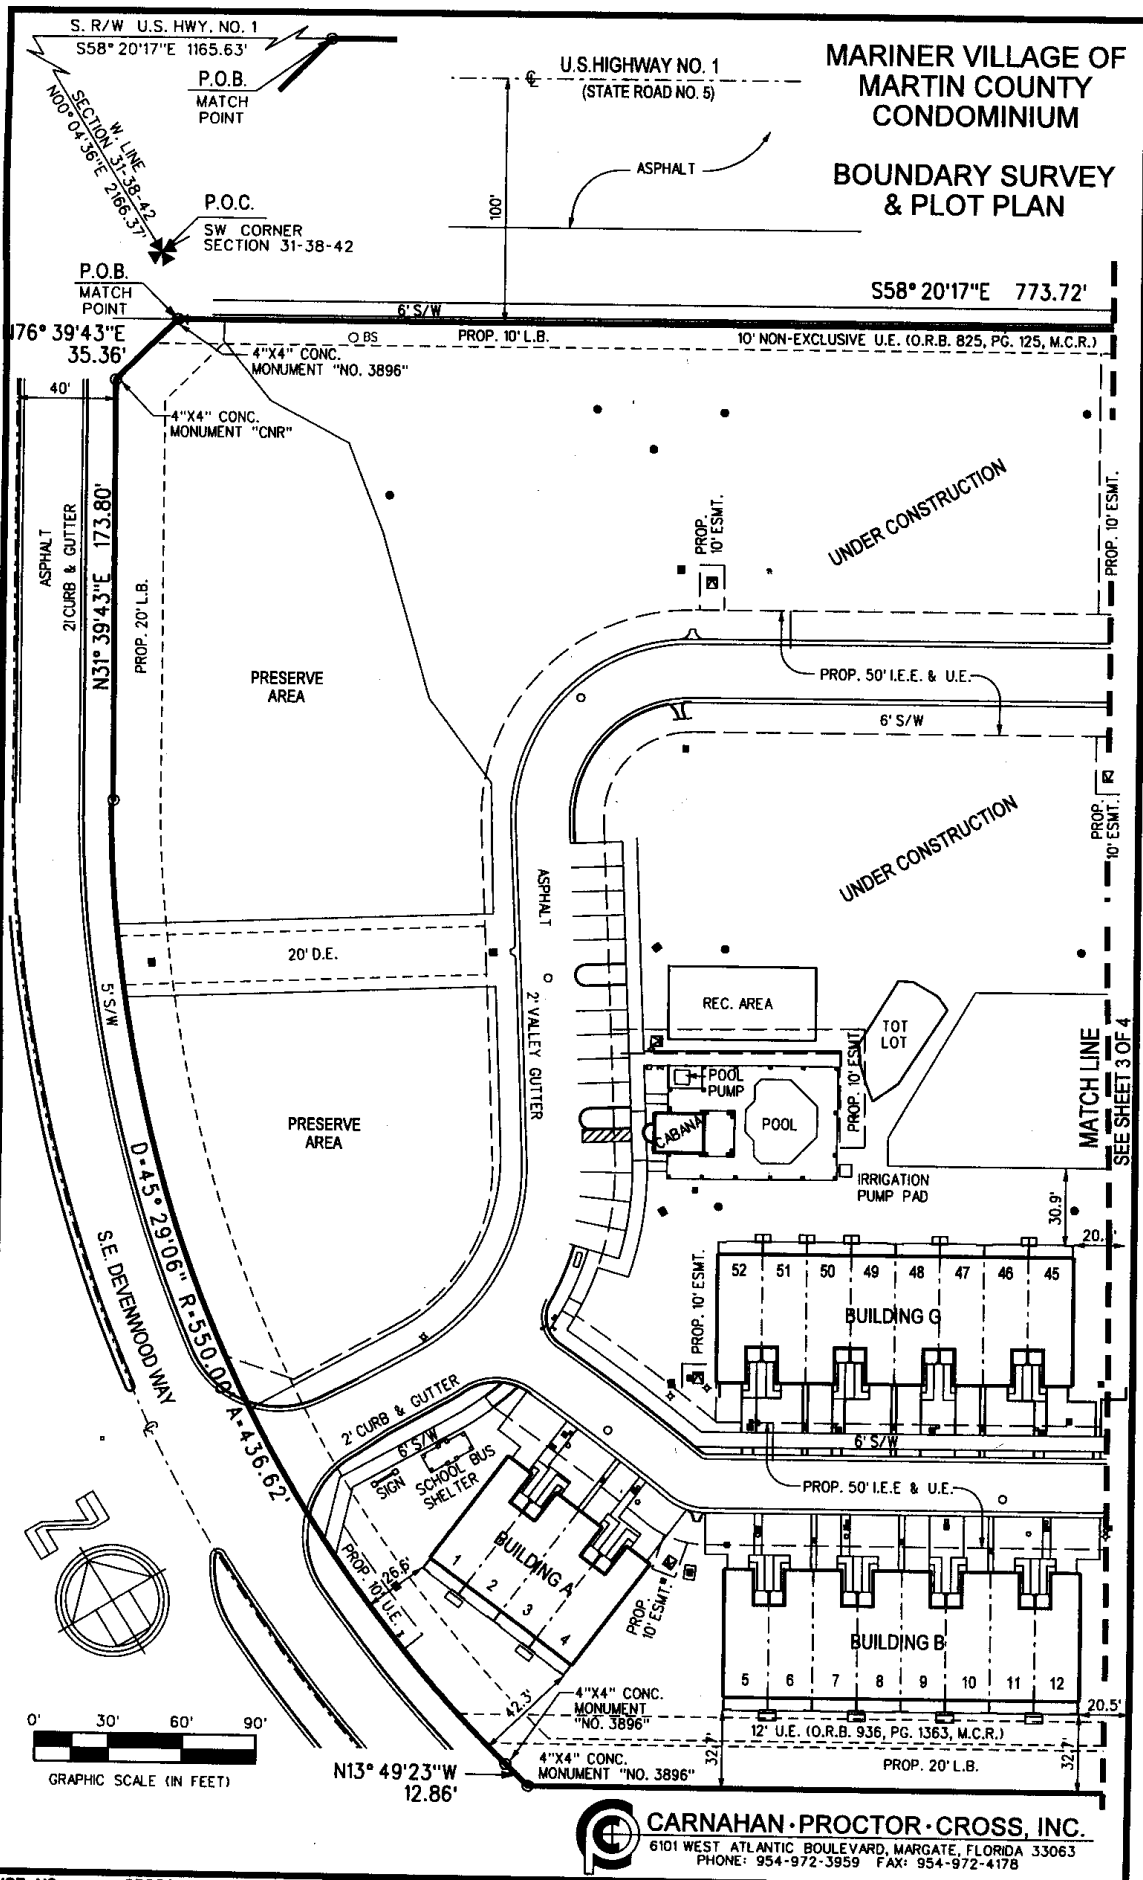 S. R/W U.S. HWY. NO. 1
S58° 20'17"E 1165.63'
P.O.B.
MATCH
POINT
W. LINE
SECTION 31-38-42
N00° 04'36"E 2166.37'
P.O.C.
SW CORNER
SECTION 31-38-42
U.S.HIGHWAY NO. 1
(STATE ROAD NO. 5)
ASPHALT
100'
MARINER VILLAGE OF
MARTIN COUNTY
CONDOMINIUM
BOUNDARY SURVEY
& PLOT PLAN
P.O.B.
MATCH
POINT
N76° 39'43"E
35.36'
S58° 20'17"E 773.72'
6' S/W
BS
PROP. 10' L.B.
10' NON-EXCLUSIVE U.E. (O.R.B. 825, PG. 125, M.C.R.)
4"X4" CONC.
MONUMENT "NO. 3896"
40'
4"X4" CONC.
MONUMENT "CNR"
ASPHALT
2' CURB & GUTTER
N31° 39'43"E 173.80'
PROP. 20' L.B.
PRESERVE
AREA
PROP.
10' ESMT.
UNDER CONSTRUCTION
PROP. 10' ESMT.
PROP. 50' I.E.E. & U.E.
6' S/W
PROP.
10' ESMT.
UNDER CONSTRUCTION
ASPHALT
20' D.E.
5' S/W
2' VALLEY GUTTER
REC. AREA
TOT
LOT
POOL
PUMP
PROP. 10' ESMT.
CABANA
POOL
MATCH LINE
SEE SHEET 3 OF 4
PRESERVE
AREA
IRRIGATION
PUMP PAD
30.9'
D=45° 29'06" R=550.00' A=436.62'
S.E. DEVENWOOD WAY
PROP. 10' ESMT.
52 51 50 49 48 47 46 45
BUILDING G
2' CURB & GUTTER
6' S/W
SIGN
SCHOOL BUS
SHELTER
6' S/W
PROP. 50' I.E.E & U.E.
BUILDING A
1 2 3 4
26.6'
PROP. 10' U.E.
PROP.
10' ESMT.
BUILDING B
5 6 7 8 9 10 11 12
42.3'
4"X4" CONC.
MONUMENT
"NO. 3896"
20.5'
12' U.E. (O.R.B. 936, PG. 1363, M.C.R.)
32.7'
PROP. 20' L.B.
32.7'
0' 30' 60' 90'
GRAPHIC SCALE (IN FEET)
N13° 49'23"W
12.86'
4"X4" CONC.
MONUMENT "NO. 3896"
CARNAHAN·PROCTOR·CROSS, INC.
6101 WEST ATLANTIC BOULEVARD, MARGATE, FLORIDA 33063
PHONE: 954-972-3959 FAX: 954-972-4178